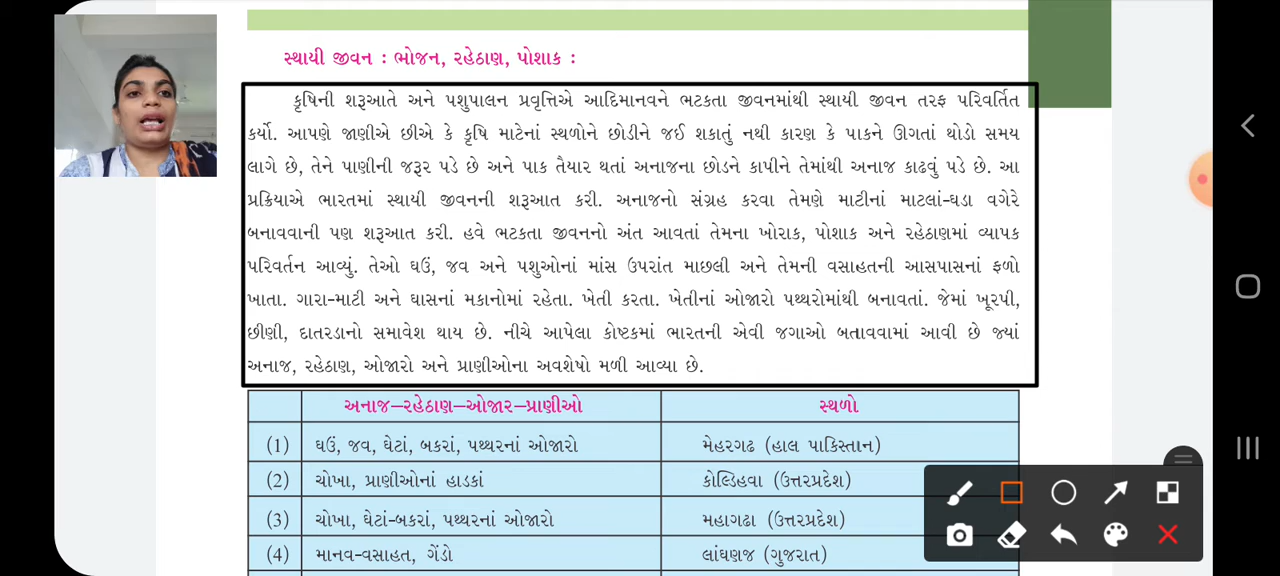 સ્થાયી જીવન : ભોજન, રહેઠાણ, પોશાક :
કૃષિની શરૂઆતે અને પશુપાલન પ્રવૃત્તિએ આદિમાનવને ભટકતા જીવનમાંથી સ્થાયી જીવન તરફ પરિવર્તિત
કર્યો. આપણે જાણીએ છીએ કે કૃષિ માટેનાં સ્થળોને છોડીને જઈ શકાતું નથી કારણ કે પાકને ઊગતાં થોડો સમય
લાગે છે, તેને પાણીની જરૂર પડે છે અને પાક તૈયાર થતાં અનાજના છોડને કાપીને તેમાંથી અનાજ કાઢવું પડે છે. આ
પ્રક્રિયાએ ભારતમાં સ્થાયી જીવનની શરૂઆત કરી. અનાજનો સંગ્રહ કરવા તેમણે માટીનાં માટલાં-ઘડા વગેરે
બનાવવાની પણ શરૂઆત કરી. હવે ભટકતા જીવનનો અંત આવતાં તેમના ખોરાક, પોશાક અને રહેઠાણમાં વ્યાપક
પરિવર્તન આવ્યું. તેઓ ઘઉં, જવ અને પશુઓનાં માંસ ઉપરાંત માછલી અને તેમની વસાહતની આસપાસનાં ફળો
ખાતા. ગારા-માટી અને ઘાસનાં મકાનોમાં રહેતા. ખેતી કરતા. ખેતીનાં ઓજારો પથ્થરોમાંથી બનાવતાં. જેમાં ખૂરપી,
છીણી, દાતરડાનો સમાવેશ થાય છે. નીચે આપેલા કોષ્ટકમાં ભારતની એવી જગાઓ બતાવવામાં આવી છે જ્યાં
અનાજ, રહેઠાણ, ઓજારો અને પ્રાણીઓના અવશેષો મળી આવ્યા છે.
અનાજ–રહેઠાણ–ઓજાર–પ્રાણીઓ સ્થળો
(1) ઘઉં, જવ, ઘેટાં, બકરાં, પથ્થરનાં ઓજારો મેહરગઢ (હાલ પાકિસ્તાન)
(2) ચોખા, પ્રાણીઓનાં હાડકાં કોલ્ડિહવા (ઉત્તરપ્રદેશ)
(3) ચોખા, ઘેટાં-બકરાં, પથ્થરનાં ઓજારો મહાગઢા (ઉત્તરપ્રદેશ)
(4) માનવ-વસાહત, ગેંડો લાંઘણજ (ગુજરાત)